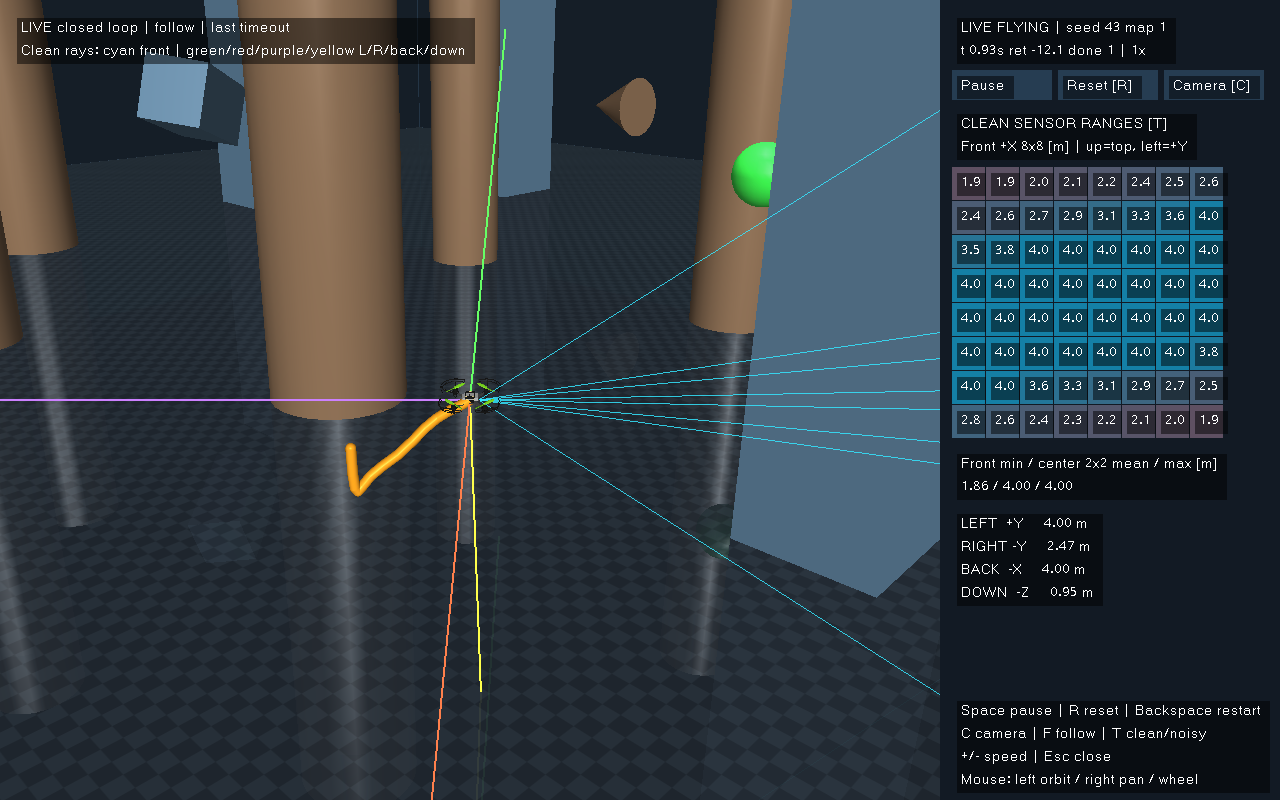 LIVE closed loop | follow | last timeout
Clean rays: cyan front | green/red/purple/yellow L/R/back/down
LIVE FLYING | seed 43 map 1
t 0.93s ret -12.1 done 1 | 1x
Pause
Reset [R]
Camera [C]
CLEAN SENSOR RANGES [T]
Front +X 8x8 [m] | up=top, left=+Y
1.9 1.9 2.0 2.1 2.2 2.4 2.5 2.6
2.4 2.6 2.7 2.9 3.1 3.3 3.6 4.0
3.5 3.8 4.0 4.0 4.0 4.0 4.0 4.0
4.0 4.0 4.0 4.0 4.0 4.0 4.0 4.0
4.0 4.0 4.0 4.0 4.0 4.0 4.0 4.0
4.0 4.0 4.0 4.0 4.0 4.0 4.0 3.8
4.0 4.0 3.6 3.3 3.1 2.9 2.7 2.5
2.8 2.6 2.4 2.3 2.2 2.1 2.0 1.9
Front min / center 2x2 mean / max [m]
1.86 / 4.00 / 4.00
LEFT +Y 4.00 m
RIGHT -Y 2.47 m
BACK -X 4.00 m
DOWN -Z 0.95 m
Space pause | R reset | Backspace restart
C camera | F follow | T clean/noisy
+/- speed | Esc close
Mouse: left orbit / right pan / wheel